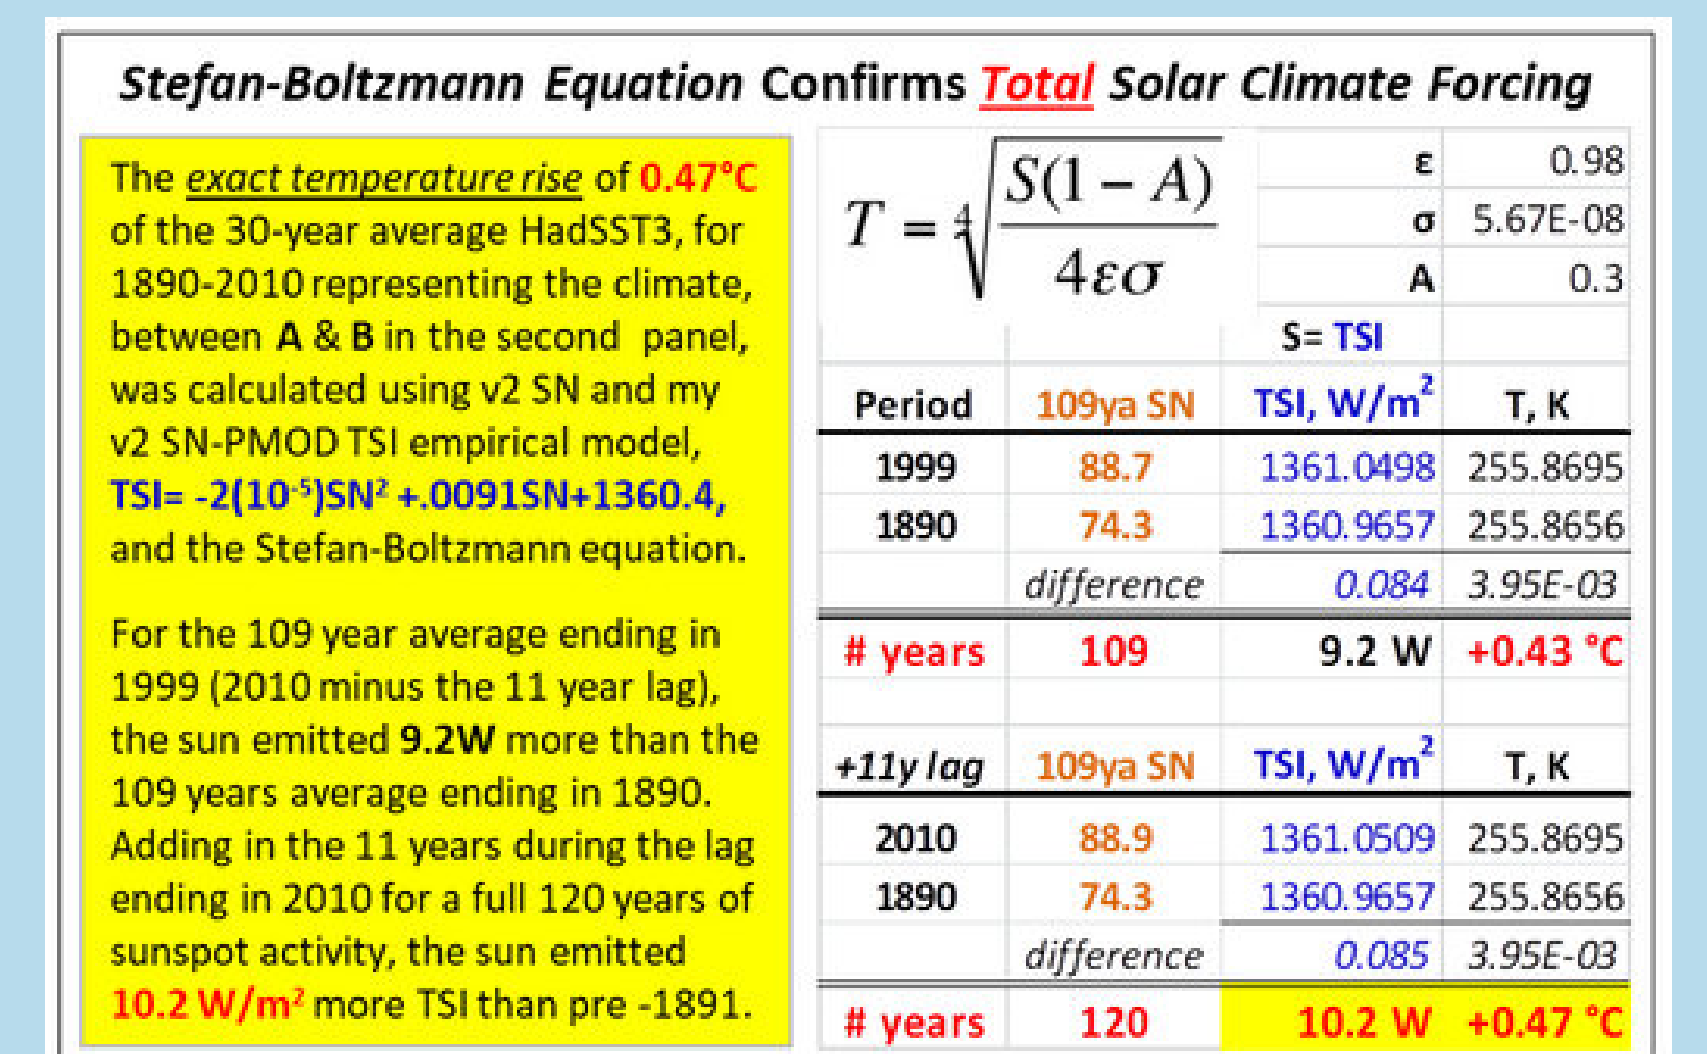 Stefan-Boltzmann Equation Confirms Total Solar Climate Forcing
The exact temperature rise of 0.47°C
of the 30-year average HadSST3, for
1890-2010 representing the climate,
between A & B in the second panel,
was calculated using v2 SN and my
v2 SN-PMOD TSI empirical model,
TSI= -2(10⁻⁵)SN² +.0091SN+1360.4,
and the Stefan-Boltzmann equation.
For the 109 year average ending in
1999 (2010 minus the 11 year lag),
the sun emitted 9.2W more than the
109 years average ending in 1890.
Adding in the 11 years during the lag
ending in 2010 for a full 120 years of
sunspot activity, the sun emitted
10.2 W/m² more TSI than pre -1891.
T = ∜(S(1 − A) / 4εσ)
ε 0.98
σ 5.67E-08
A 0.3
S= TSI
Period 109ya SN TSI, W/m² T, K
1999 88.7 1361.0498 255.8695
1890 74.3 1360.9657 255.8656
difference 0.084 3.95E-03
# years 109 9.2 W +0.43 °C
+11y lag 109ya SN TSI, W/m² T, K
2010 88.9 1361.0509 255.8695
1890 74.3 1360.9657 255.8656
difference 0.085 3.95E-03
# years 120 10.2 W +0.47 °C